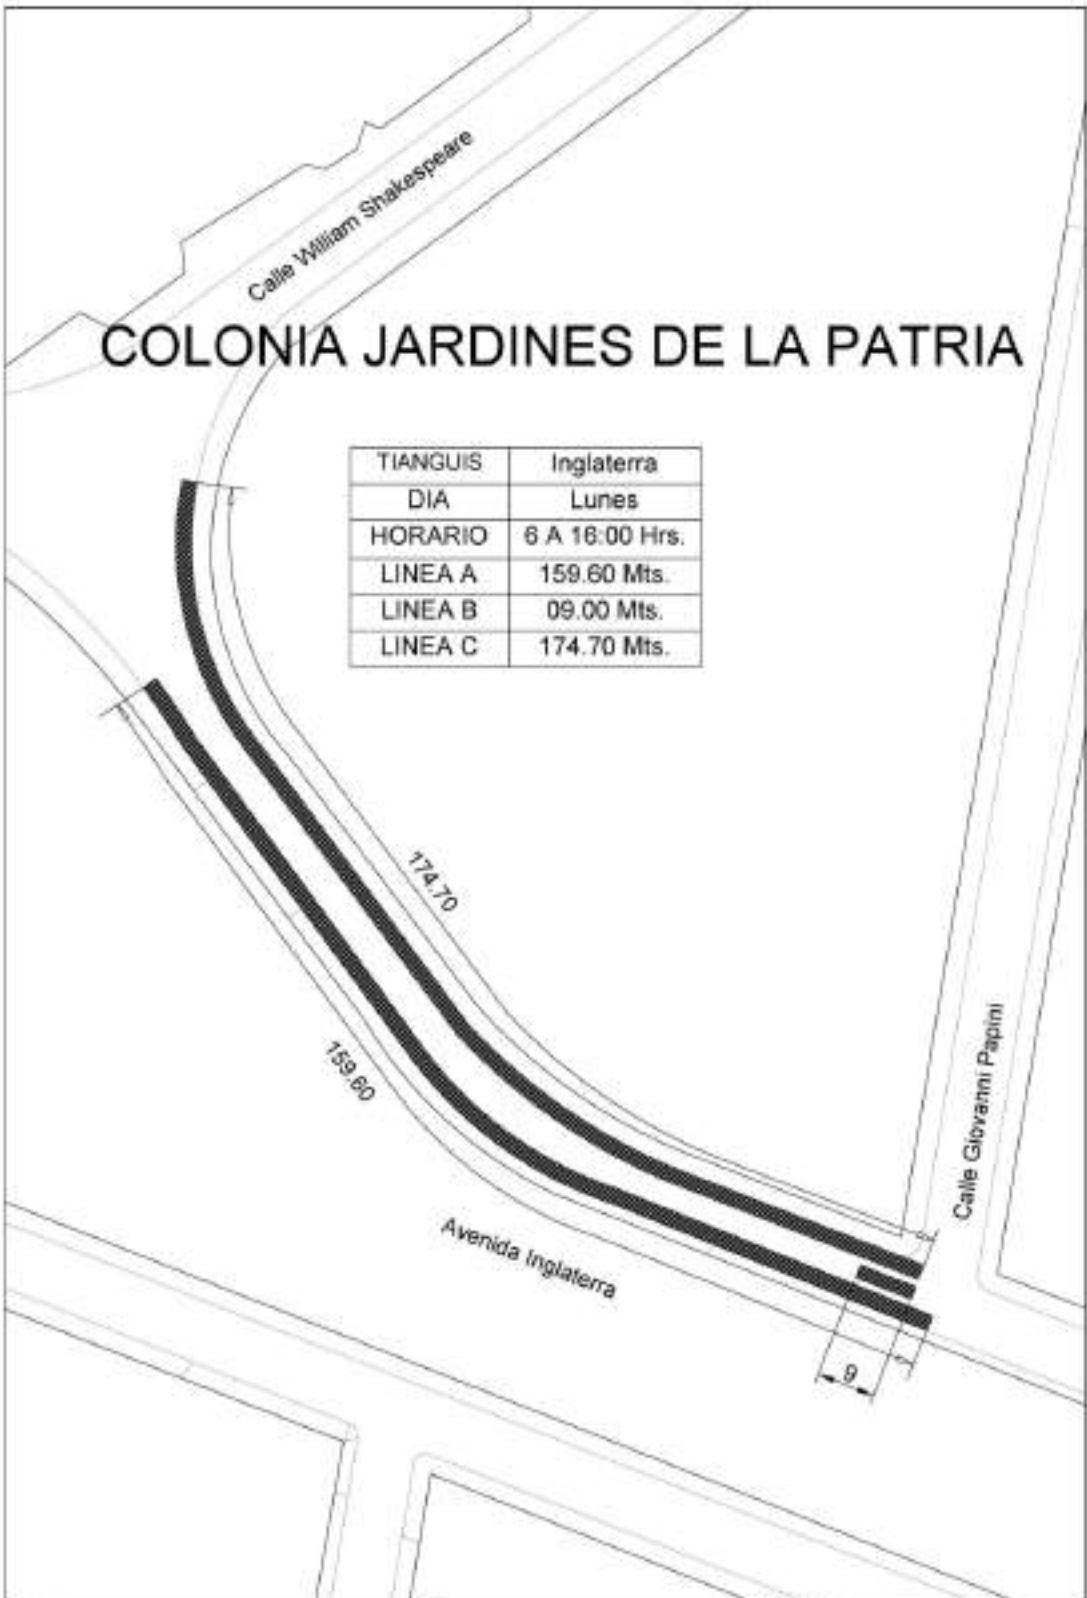 Calle William Shakespeare
COLONIA JARDINES DE LA PATRIA
TIANGUIS Inglaterra
DIA Lunes
HORARIO 6 A 16:00 Hrs.
LINEA A 159.60 Mts.
LINEA B 09.00 Mts.
LINEA C 174.70 Mts.
174.70
159.60
Calle Giovanni Papini
Avenida Inglaterra
9